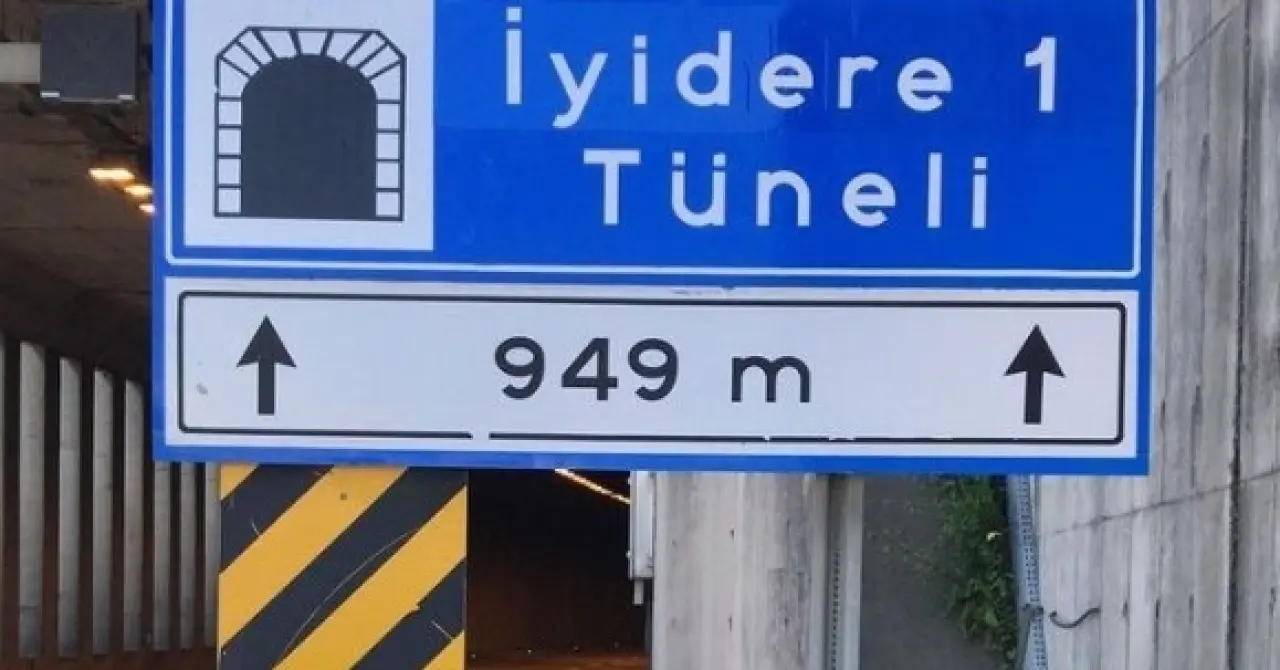 İyidere 1
Tüneli
949 m